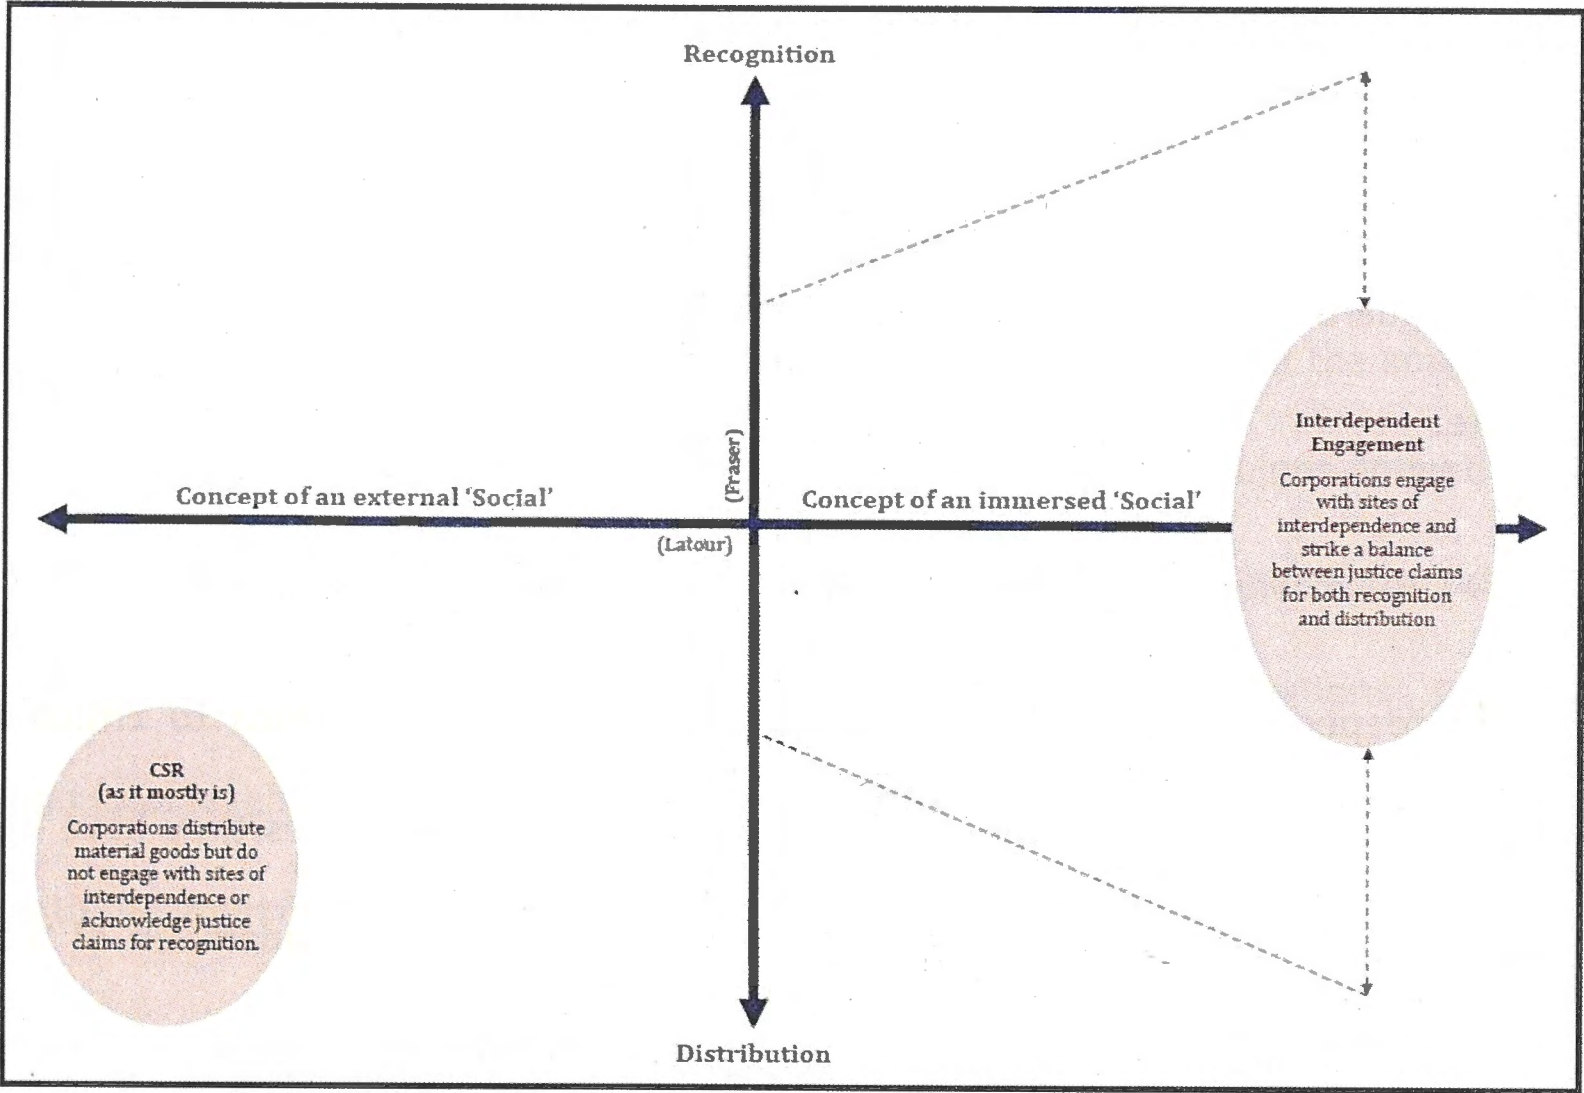 Recognition
(Fraser)
Concept of an external ‘Social’
Concept of an immersed ‘Social’
(Latour)
Interdependent
Engagement
Corporations engage
with sites of
interdependence and
strike a balance
between justice claims
for both recognition
and distribution
CSR
(as it mostly is)
Corporations distribute
material goods but do
not engage with sites of
interdependence or
acknowledge justice
claims for recognition.
Distribution